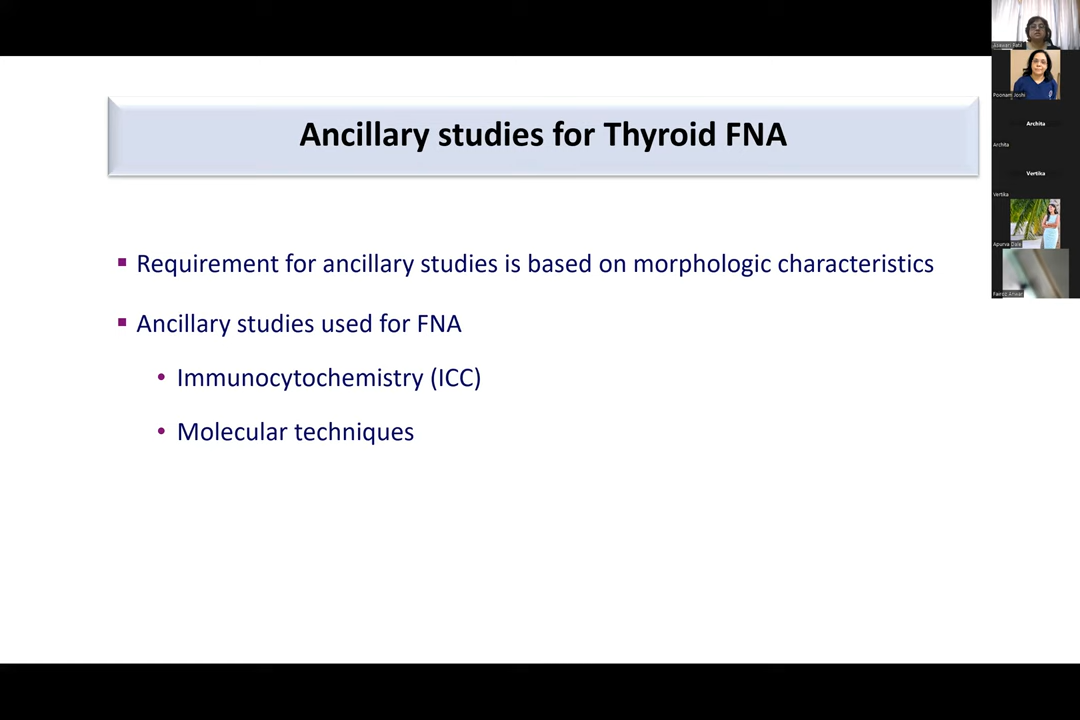 Ancillary studies for Thyroid FNA
▪ Requirement for ancillary studies is based on morphologic characteristics
▪ Ancillary studies used for FNA
• Immunocytochemistry (ICC)
• Molecular techniques
Poonam Joshi
Archita
Archita
Vertika
Vertika
Apurva